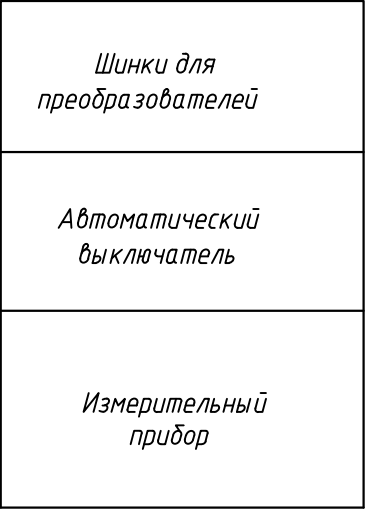 Шинки для
преобразователей
Автоматический
выключатель
Измерительный
прибор